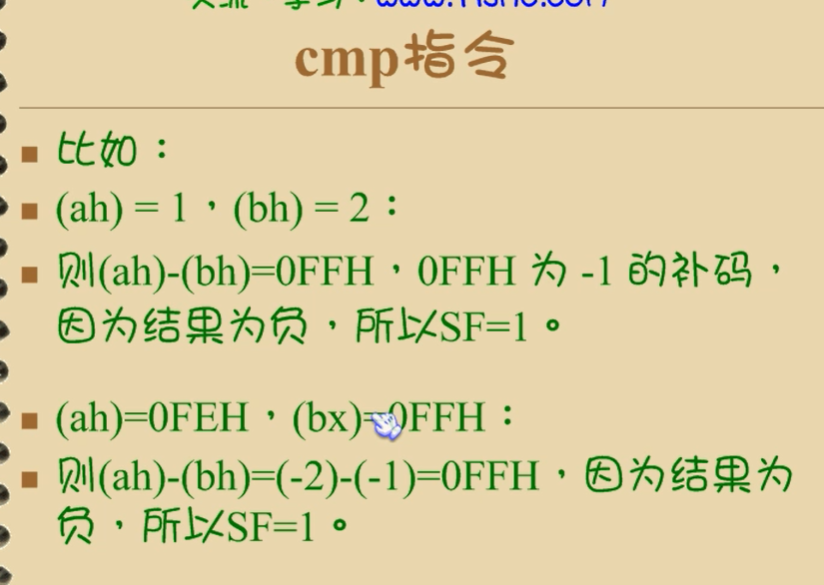 cmp指令
比如：
(ah) = 1，(bh) = 2：
则(ah)-(bh)=0FFH，0FFH 为 -1 的补码，
因为结果为负，所以SF=1。
(ah)=0FEH，(bx)=0FFH：
则(ah)-(bh)=(-2)-(-1)=0FFH，因为结果为
负，所以SF=1。